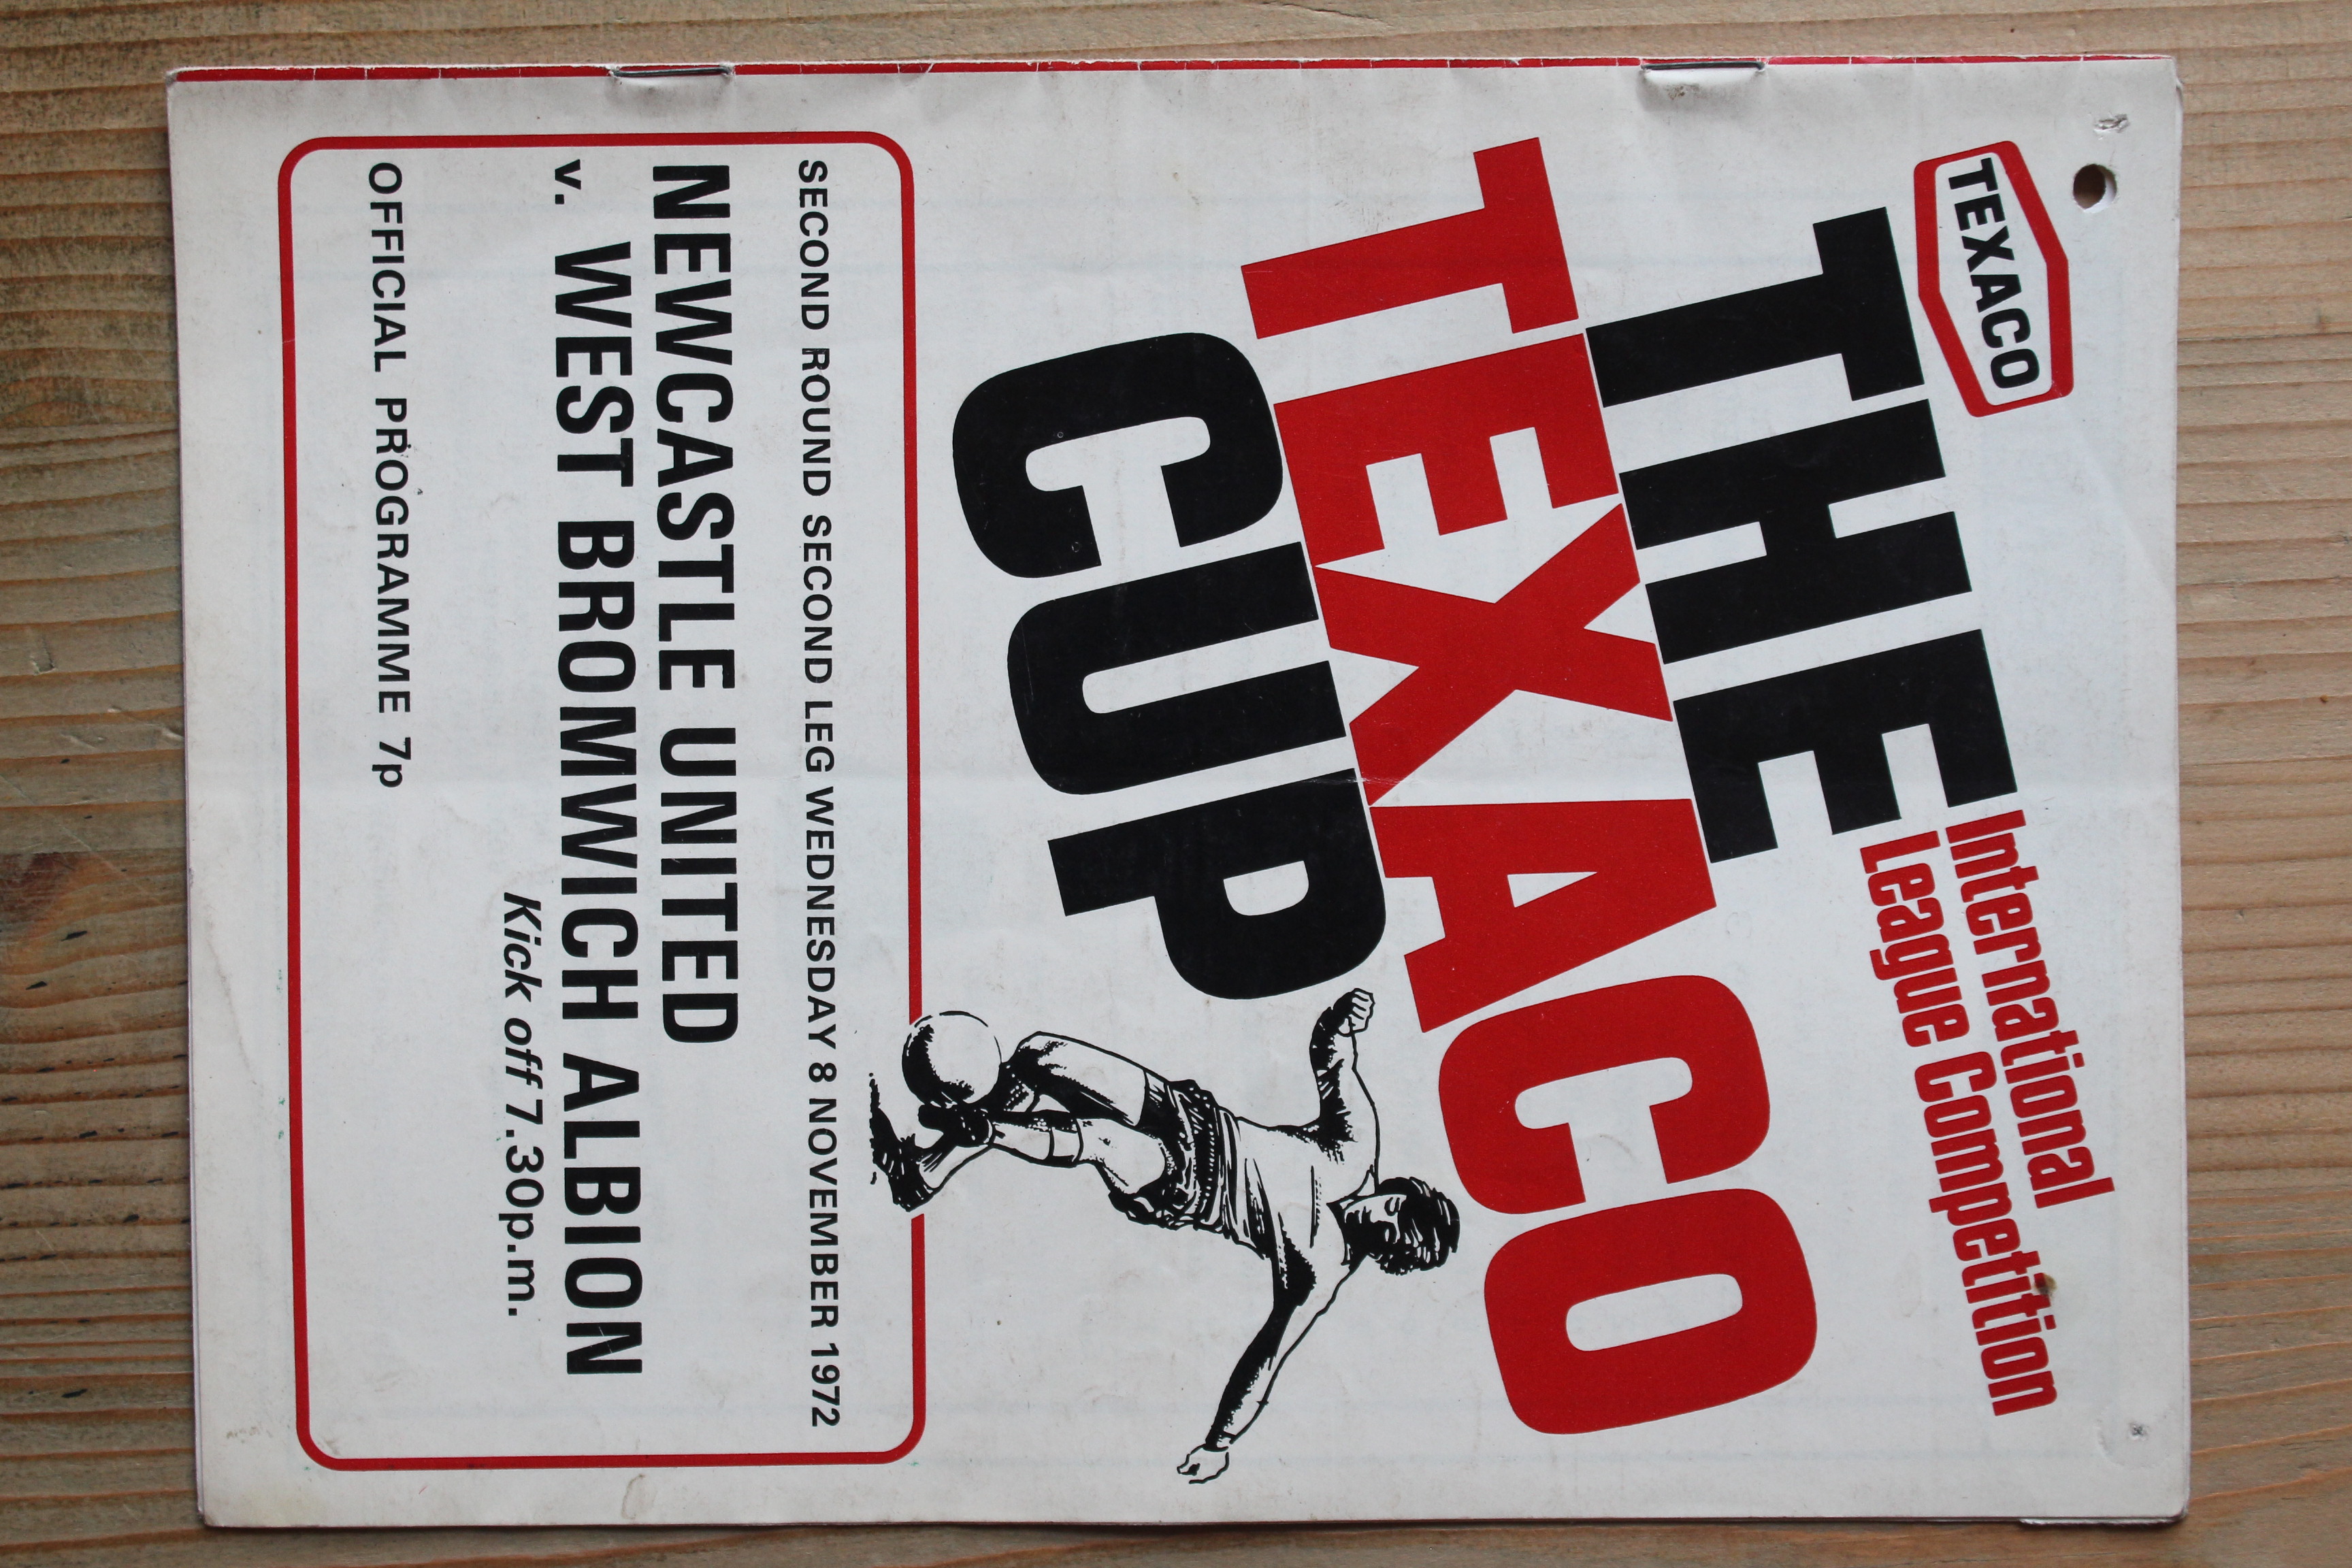 TEXACO
International
League Competition
THE
TEXACO
CUP
SECOND ROUND SECOND LEG WEDNESDAY 8 NOVEMBER 1972
NEWCASTLE UNITED
v. WEST BROMWICH ALBION
Kick off 7.30p.m.
OFFICIAL PROGRAMME 7p